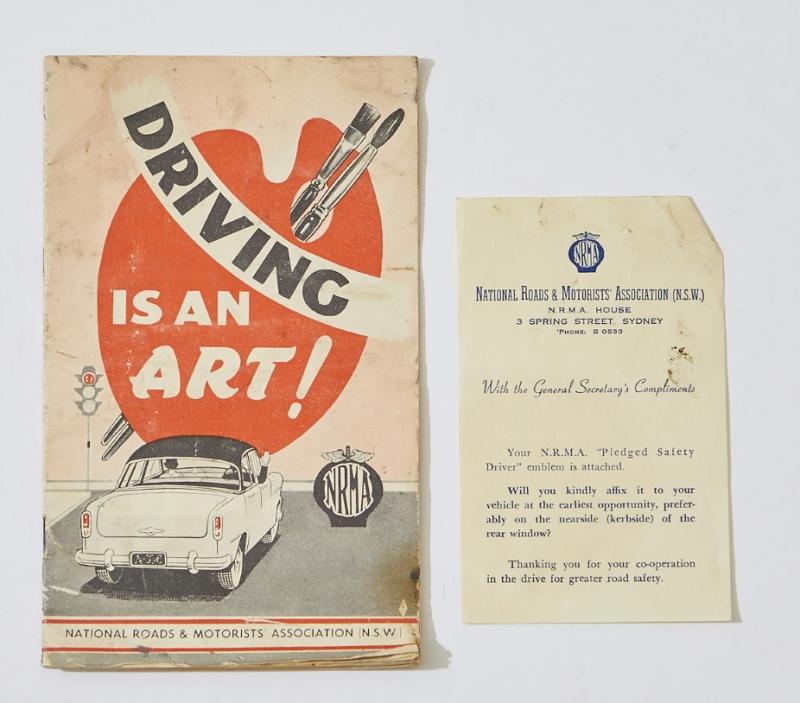 DRIVING
IS AN
ART!
NRMA
NATIONAL ROADS & MOTORISTS' ASSOCIATION (N.S.W.)
NRMA
NATIONAL ROADS & MOTORISTS' ASSOCIATION (N.S.W.)
N.R.M.A. HOUSE
3 SPRING STREET, SYDNEY
'PHONE: B 0533
With the General Secretary's Compliments
Your N.R.M.A. "Pledged Safety
Driver" emblem is attached.
Will you kindly affix it to your
vehicle at the earliest opportunity, prefer-
ably on the nearside (kerbside) of the
rear window?
Thanking you for your co-operation
in the drive for greater road safety.